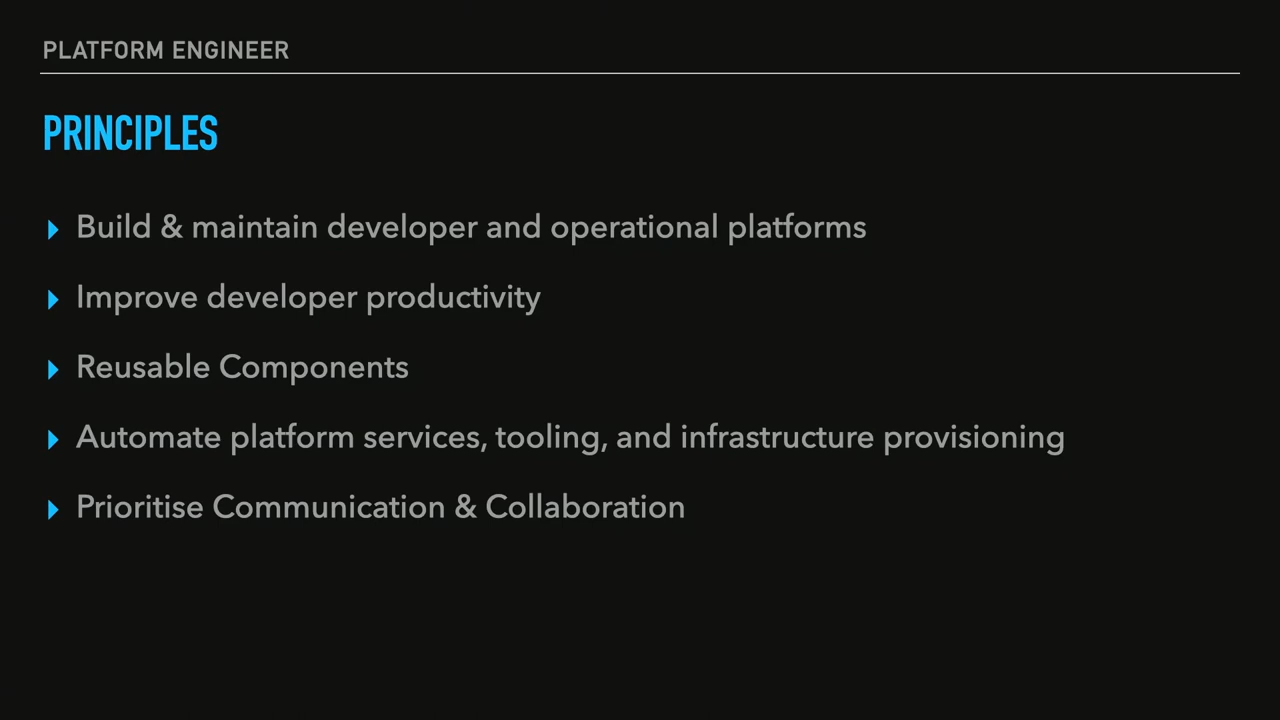 PLATFORM ENGINEER
PRINCIPLES
Build & maintain developer and operational platforms
Improve developer productivity
Reusable Components
Automate platform services, tooling, and infrastructure provisioning
Prioritise Communication & Collaboration